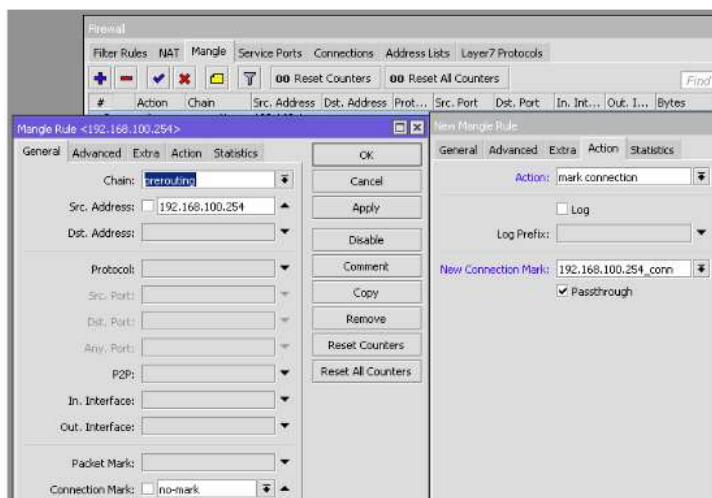 Firewall
Filter Rules NAT Mangle Service Ports Connections Address Lists Layer7 Protocols
00 Reset Counters 00 Reset All Counters Find
# Action Chain Src. Address Dst. Address Prot... Src. Port Dst. Port In. Int... Out. I... Bytes
Mangle Rule <192.168.100.254>
General Advanced Extra Action Statistics
Chain: prerouting
Src. Address: 192.168.100.254
Dst. Address:
Protocol:
Src. Port:
Dst. Port:
Any. Port:
P2P:
In. Interface:
Out. Interface:
Packet Mark:
Connection Mark: no-mark
OK
Cancel
Apply
Disable
Comment
Copy
Remove
Reset Counters
Reset All Counters
New Mangle Rule
General Advanced Extra Action Statistics
Action: mark connection
Log
Log Prefix:
New Connection Mark: 192.168.100.254_conn
Passthrough